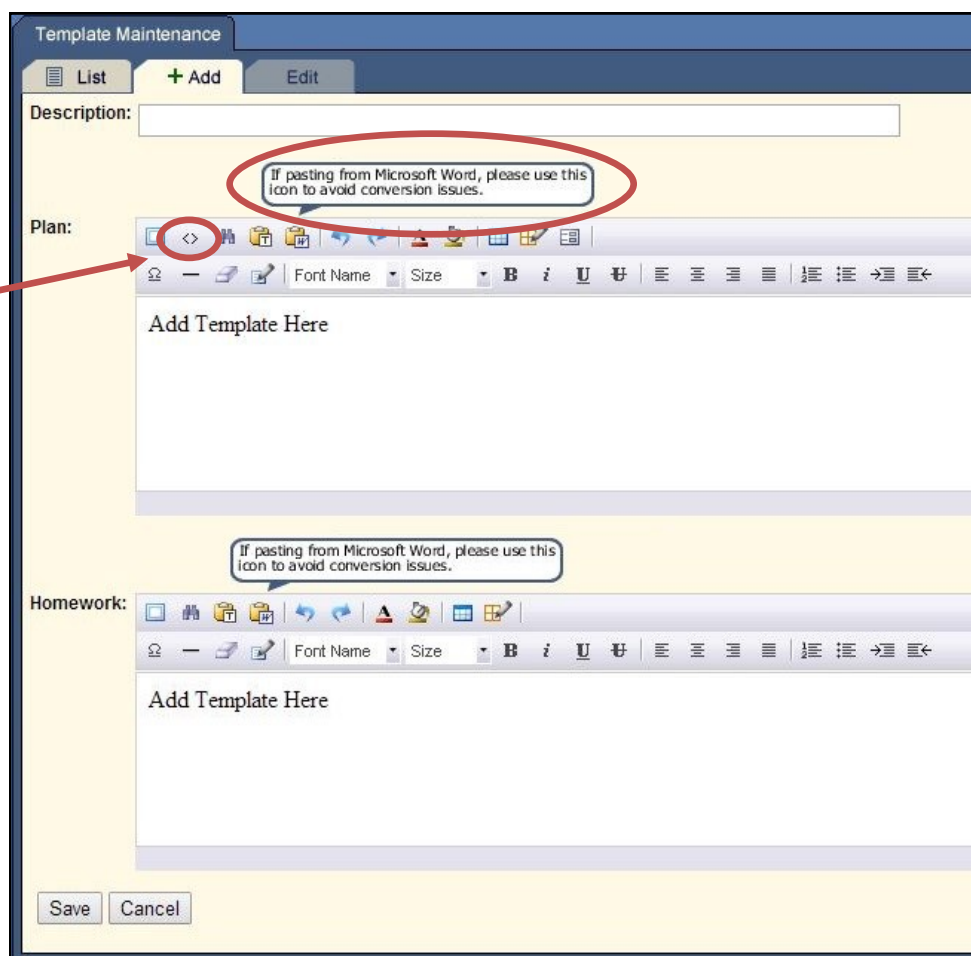 Template Maintenance
List + Add Edit
Description:
If pasting from Microsoft Word, please use this
icon to avoid conversion issues.
Plan:
<> T W A
Ω Font Name Size B i U U
Add Template Here
If pasting from Microsoft Word, please use this
icon to avoid conversion issues.
Homework:
T W A
Ω Font Name Size B i U U
Add Template Here
Save Cancel